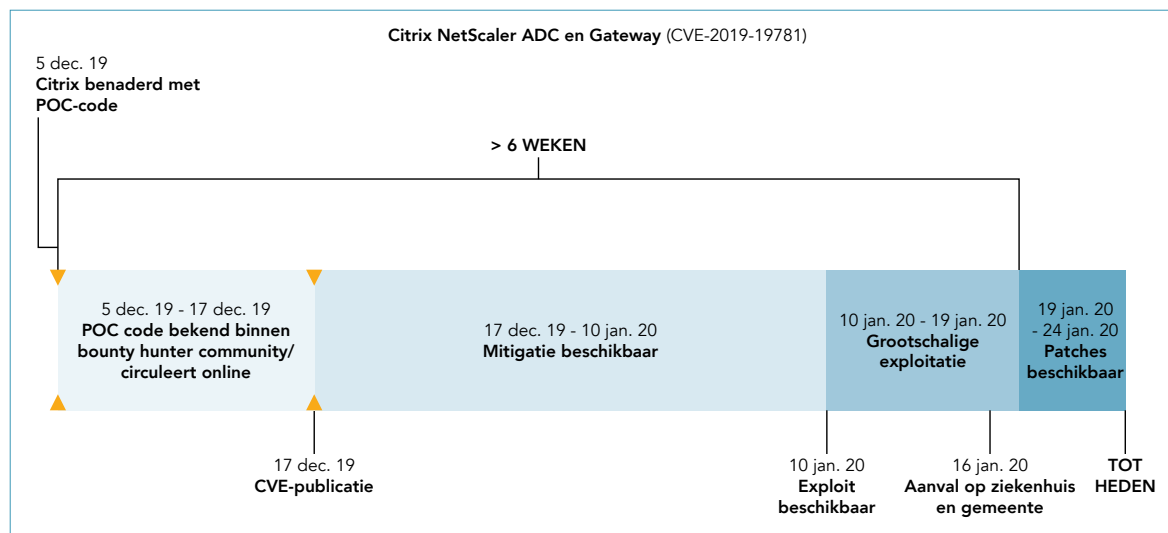 Citrix NetScaler ADC en Gateway (CVE-2019-19781)
5 dec. 19
Citrix benaderd met
POC-code
> 6 WEKEN
5 dec. 19 - 17 dec. 19
POC code bekend binnen
bounty hunter community/
circuleert online
17 dec. 19 - 10 jan. 20
Mitigatie beschikbaar
10 jan. 20 - 19 jan. 20
Grootschalige
exploitatie
19 jan. 20
- 24 jan. 20
Patches
beschikbaar
17 dec. 19
CVE-publicatie
10 jan. 20
Exploit
beschikbaar
16 jan. 20
Aanval op ziekenhuis
en gemeente
TOT
HEDEN